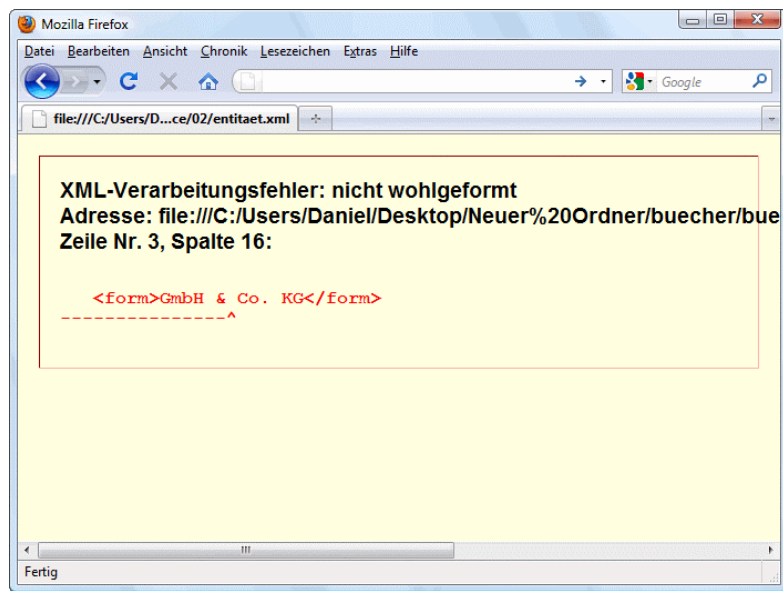 Mozilla Firefox
Datei Bearbeiten Ansicht Chronik Lesezeichen Extras Hilfe
Google
file:///C:/Users/D...ce/02/entitaet.xml
XML-Verarbeitungsfehler: nicht wohlgeformt
Adresse: file:///C:/Users/Daniel/Desktop/Neuer%20Ordner/buecher/bue
Zeile Nr. 3, Spalte 16:
<form>GmbH & Co. KG</form>
---------------^
Fertig